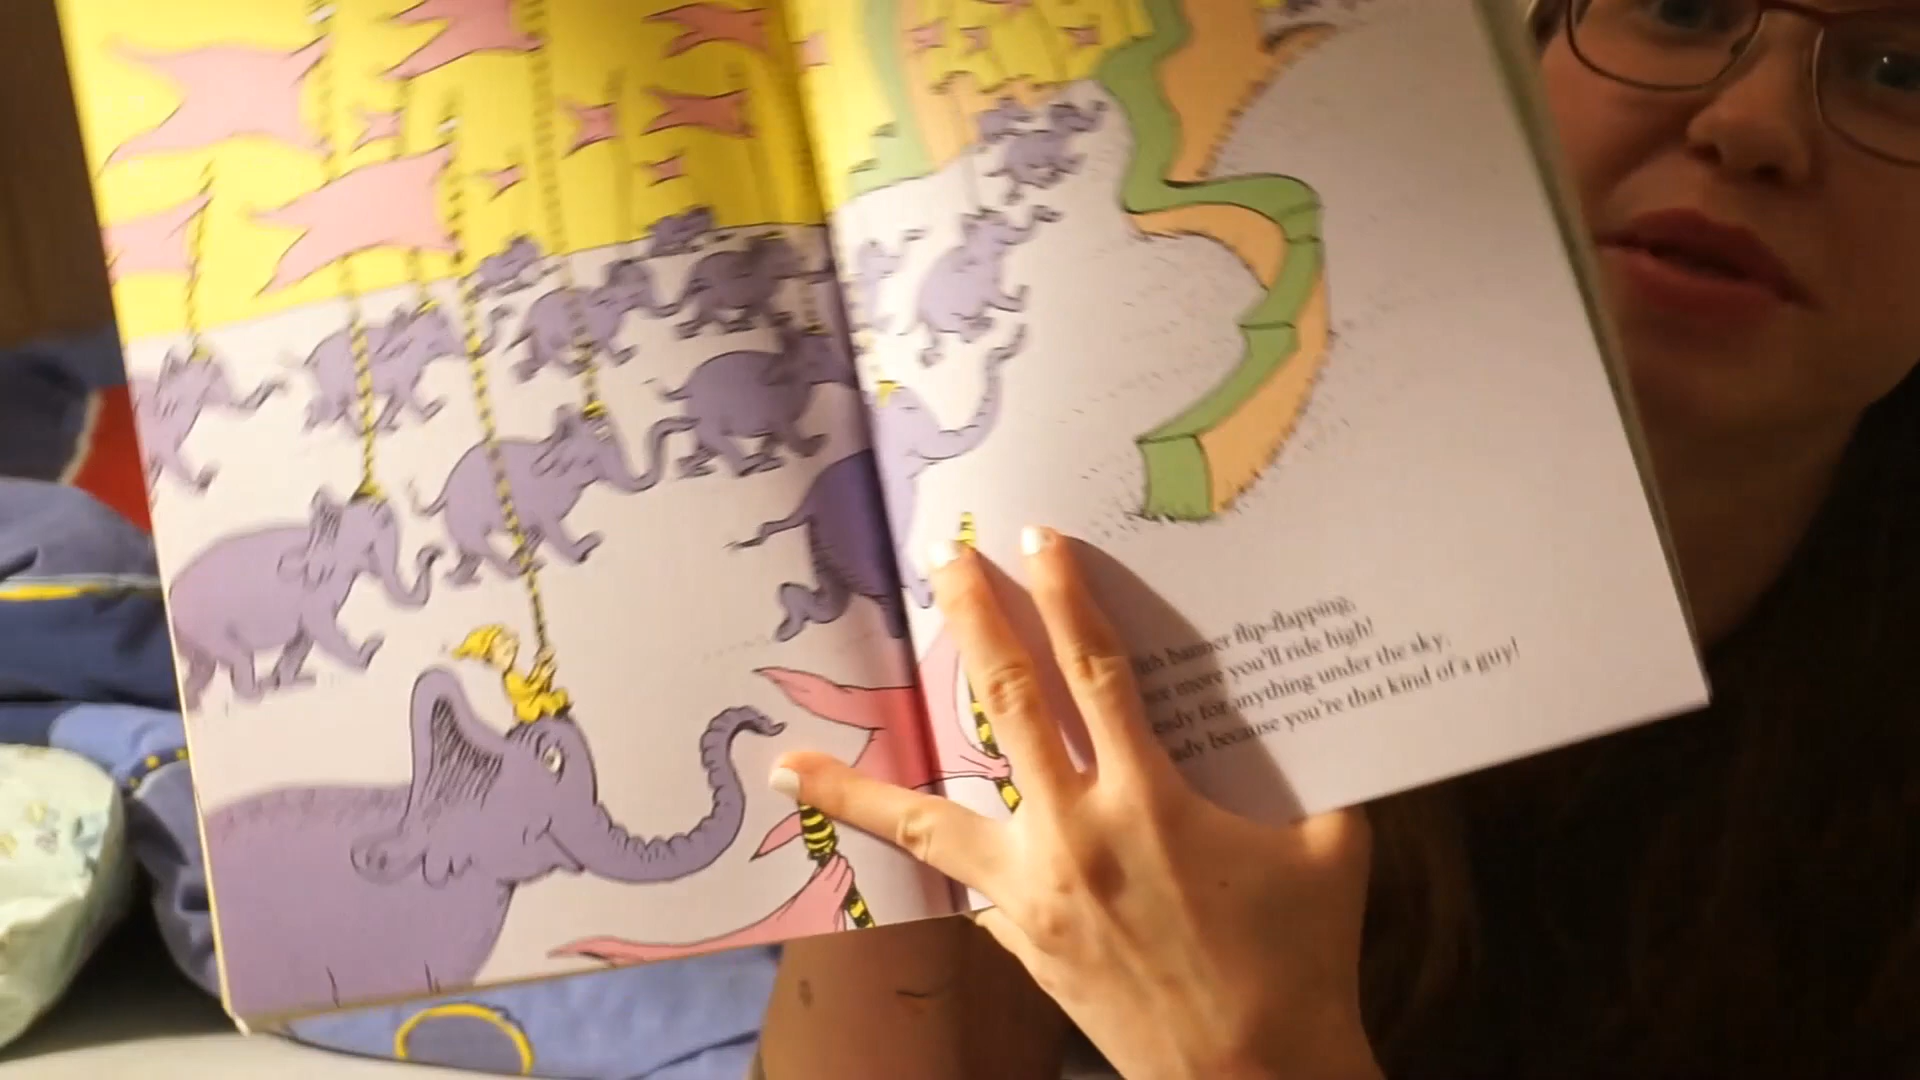 banner flip-flapping,
more you'll ride high!
for anything under the sky.
because you're that kind of a guy!